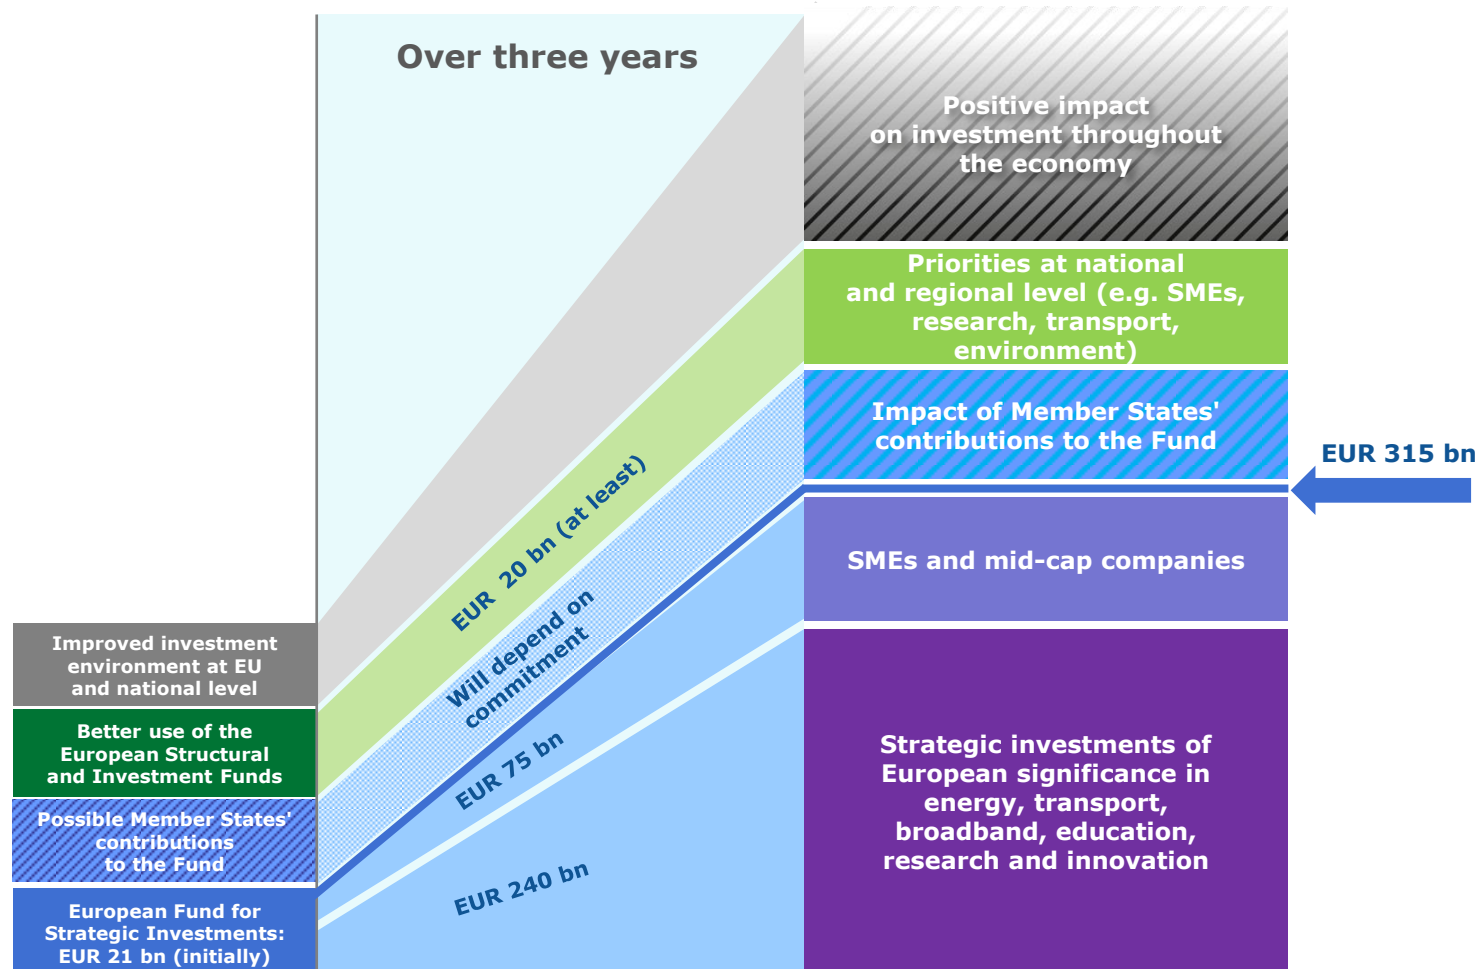 Over three years
Positive impact
on investment throughout
the economy
Priorities at national
and regional level (e.g. SMEs,
research, transport,
environment)
Impact of Member States'
contributions to the Fund
EUR 315 bn
SMEs and mid-cap companies
Strategic investments of
European significance in
energy, transport,
broadband, education,
research and innovation
EUR 20 bn (at least)
Will depend on
commitment
EUR 75 bn
EUR 240 bn
Improved investment
environment at EU
and national level
Better use of the
European Structural
and Investment Funds
Possible Member States'
contributions
to the Fund
European Fund for
Strategic Investments:
EUR 21 bn (initially)